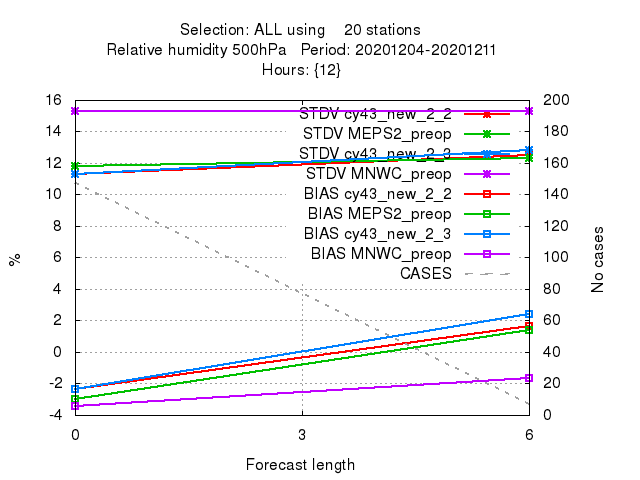 Selection: ALL using    20 stations
Relative humidity 500hPa   Period: 20201204-20201211
Hours: {12}
16 200
14 180
12 160
10 140
8 120
6 100
4 80
2 60
0 40
-2 20
-4 0
%
No cases
STDV cy43_new_2_2
STDV MEPS2_preop
STDV cy43_new_2_3
STDV MNWC_preop
BIAS cy43_new_2_2
BIAS MEPS2_preop
BIAS cy43_new_2_3
BIAS MNWC_preop
CASES
0 3 6
Forecast length